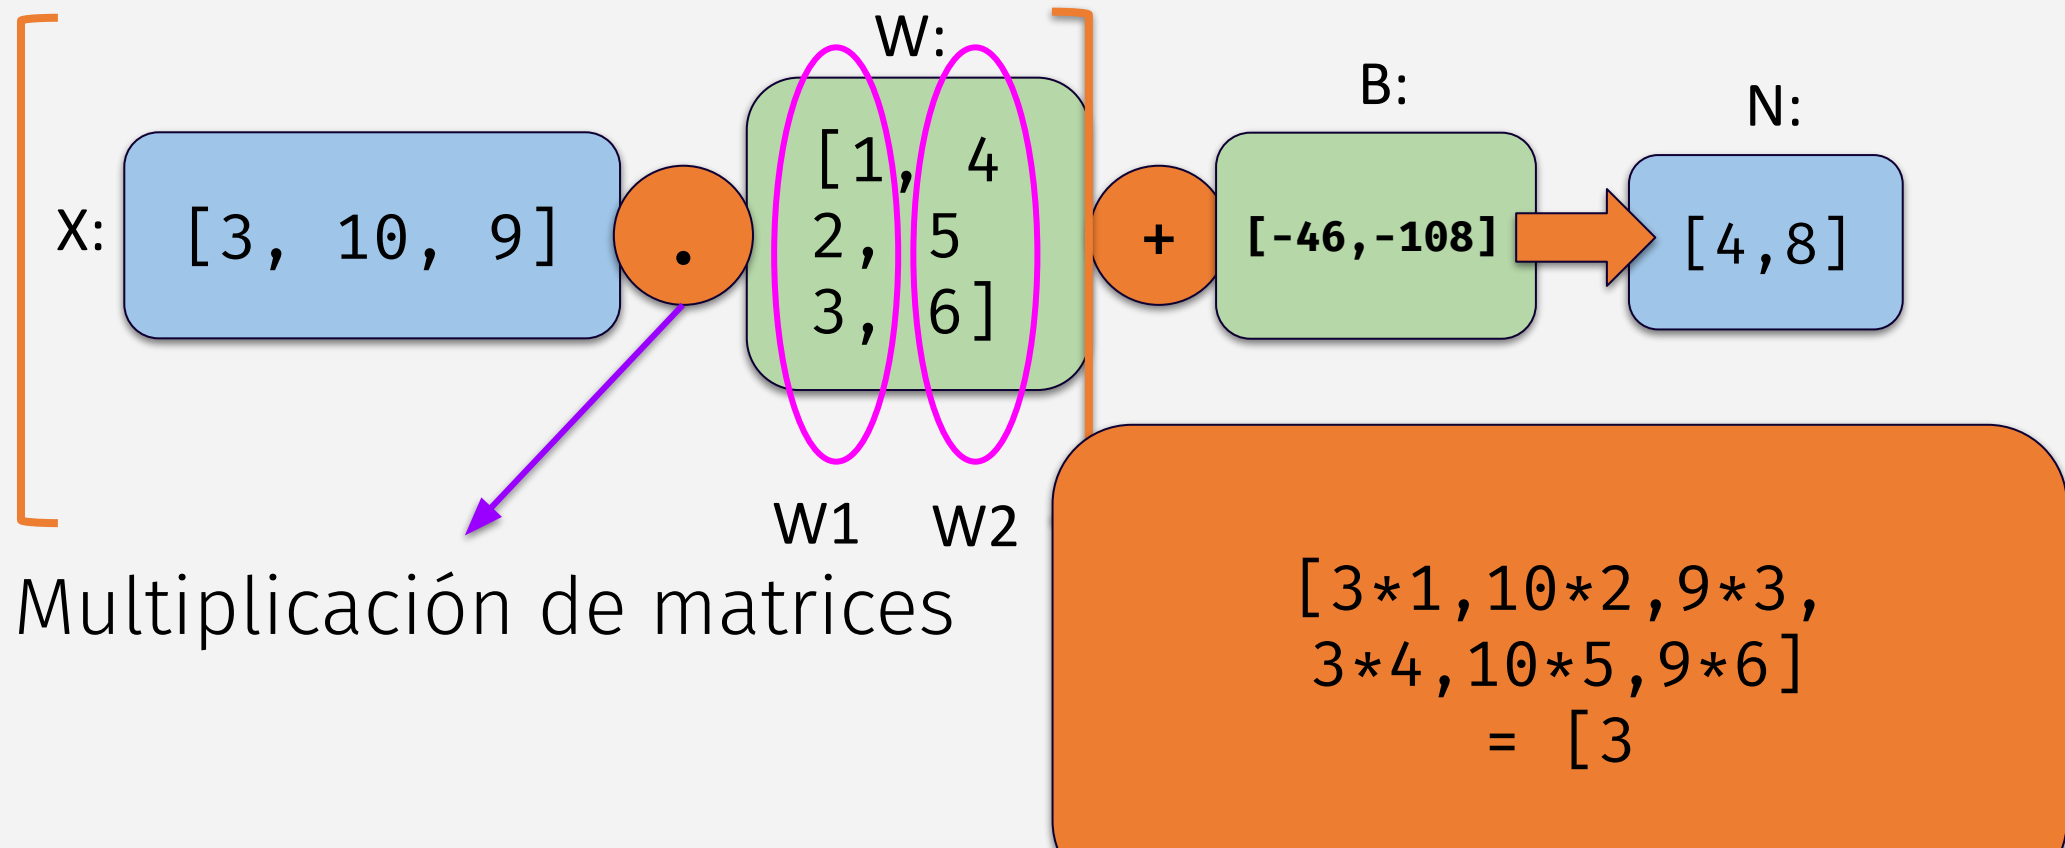 W:
B:
N:
X:
[3, 10, 9]
.
[1, 4
2, 5
3, 6]
+
[-46,-108]
[4,8]
W1
W2
Multiplicación de matrices
[3*1,10*2,9*3,
3*4,10*5,9*6]
= [3